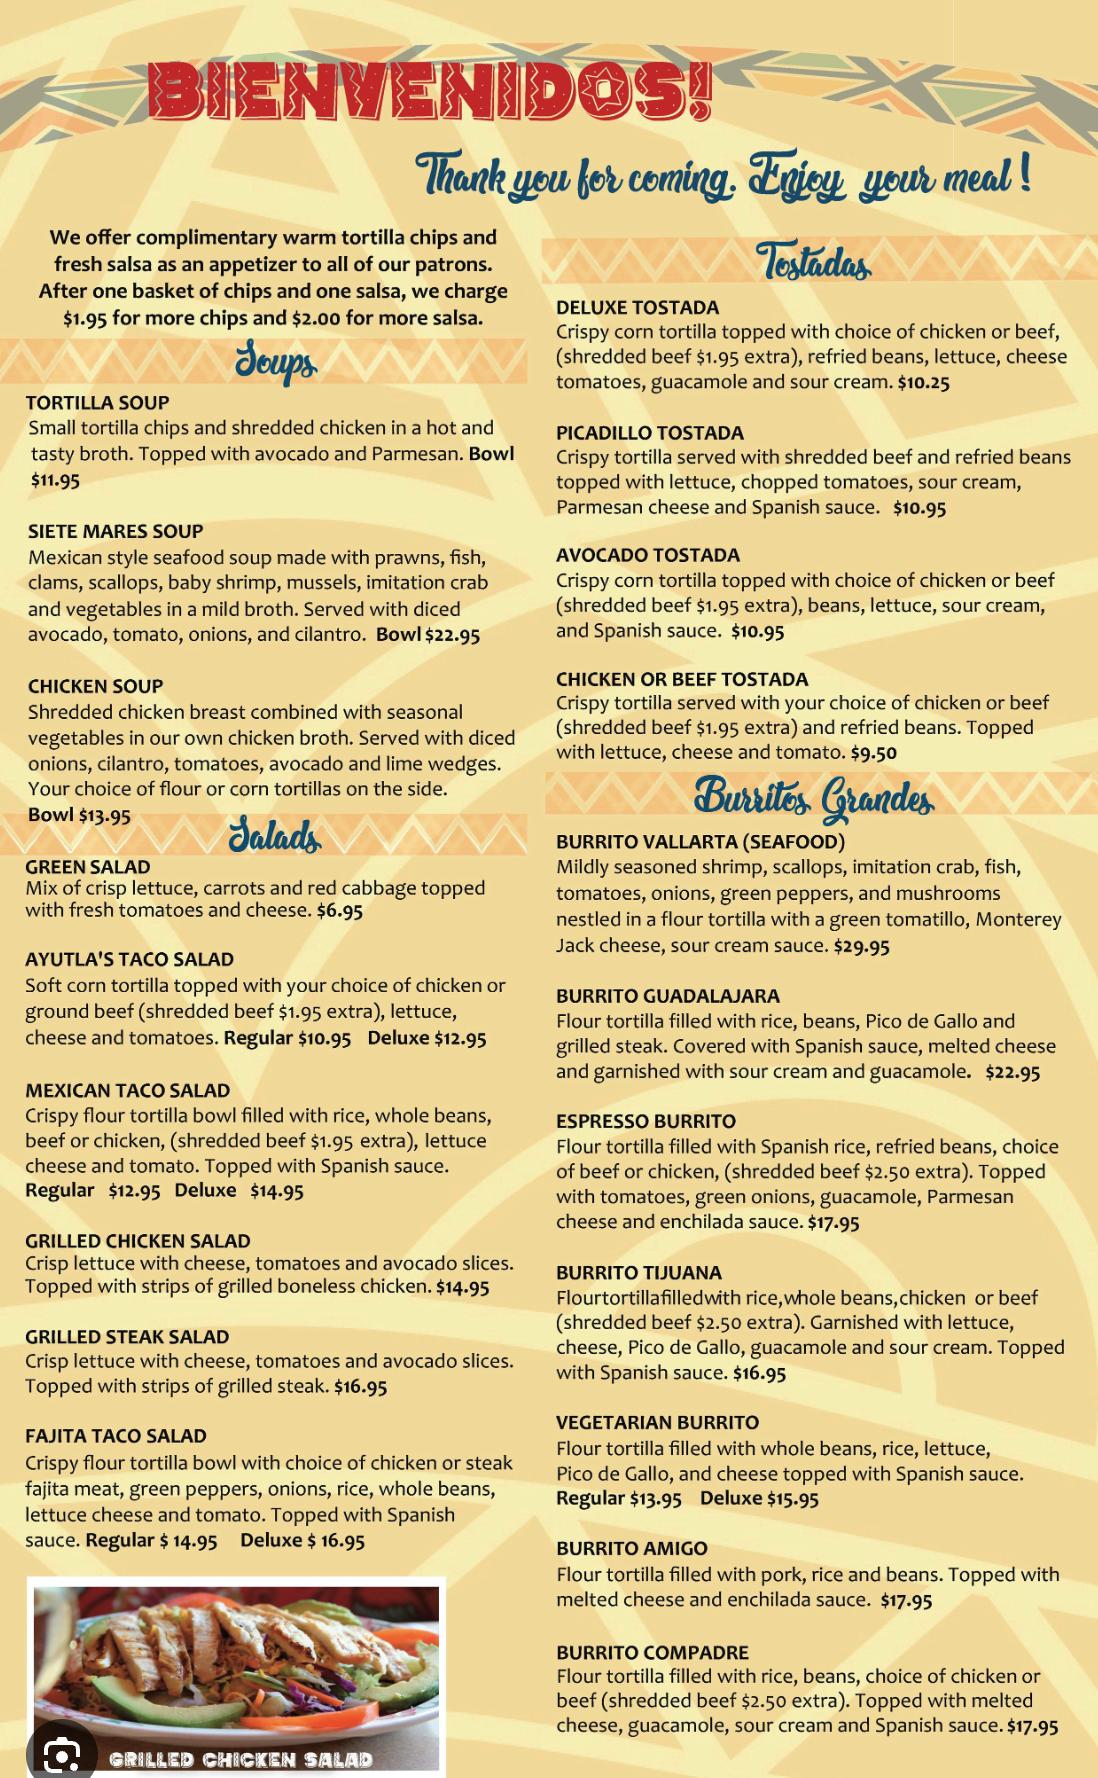 BIENVENIDOS!
Thank you for coming. Enjoy your meal !
We offer complimentary warm tortilla chips and
fresh salsa as an appetizer to all of our patrons.
After one basket of chips and one salsa, we charge
$1.95 for more chips and $2.00 for more salsa.
Soups
TORTILLA SOUP
Small tortilla chips and shredded chicken in a hot and
tasty broth. Topped with avocado and Parmesan. Bowl
$11.95
SIETE MARES SOUP
Mexican style seafood soup made with prawns, fish,
clams, scallops, baby shrimp, mussels, imitation crab
and vegetables in a mild broth. Served with diced
avocado, tomato, onions, and cilantro. Bowl $22.95
CHICKEN SOUP
Shredded chicken breast combined with seasonal
vegetables in our own chicken broth. Served with diced
onions, cilantro, tomatoes, avocado and lime wedges.
Your choice of flour or corn tortillas on the side.
Bowl $13.95
Salads
GREEN SALAD
Mix of crisp lettuce, carrots and red cabbage topped
with fresh tomatoes and cheese. $6.95
AYUTLA'S TACO SALAD
Soft corn tortilla topped with your choice of chicken or
ground beef (shredded beef $1.95 extra), lettuce,
cheese and tomatoes. Regular $10.95 Deluxe $12.95
MEXICAN TACO SALAD
Crispy flour tortilla bowl filled with rice, whole beans,
beef or chicken, (shredded beef $1.95 extra), lettuce
cheese and tomato. Topped with Spanish sauce.
Regular $12.95 Deluxe $14.95
GRILLED CHICKEN SALAD
Crisp lettuce with cheese, tomatoes and avocado slices.
Topped with strips of grilled boneless chicken. $14.95
GRILLED STEAK SALAD
Crisp lettuce with cheese, tomatoes and avocado slices.
Topped with strips of grilled steak. $16.95
FAJITA TACO SALAD
Crispy flour tortilla bowl with choice of chicken or steak
fajita meat, green peppers, onions, rice, whole beans,
lettuce cheese and tomato. Topped with Spanish
sauce. Regular $ 14.95 Deluxe $ 16.95
GRILLED CHICKEN SALAD
Tostadas
DELUXE TOSTADA
Crispy corn tortilla topped with choice of chicken or beef,
(shredded beef $1.95 extra), refried beans, lettuce, cheese
tomatoes, guacamole and sour cream. $10.25
PICADILLO TOSTADA
Crispy tortilla served with shredded beef and refried beans
topped with lettuce, chopped tomatoes, sour cream,
Parmesan cheese and Spanish sauce. $10.95
AVOCADO TOSTADA
Crispy corn tortilla topped with choice of chicken or beef
(shredded beef $1.95 extra), beans, lettuce, sour cream,
and Spanish sauce. $10.95
CHICKEN OR BEEF TOSTADA
Crispy tortilla served with your choice of chicken or beef
(shredded beef $1.95 extra) and refried beans. Topped
with lettuce, cheese and tomato. $9.50
Burritos Grandes
BURRITO VALLARTA (SEAFOOD)
Mildly seasoned shrimp, scallops, imitation crab, fish,
tomatoes, onions, green peppers, and mushrooms
nestled in a flour tortilla with a green tomatillo, Monterey
Jack cheese, sour cream sauce. $29.95
BURRITO GUADALAJARA
Flour tortilla filled with rice, beans, Pico de Gallo and
grilled steak. Covered with Spanish sauce, melted cheese
and garnished with sour cream and guacamole. $22.95
ESPRESSO BURRITO
Flour tortilla filled with Spanish rice, refried beans, choice
of beef or chicken, (shredded beef $2.50 extra). Topped
with tomatoes, green onions, guacamole, Parmesan
cheese and enchilada sauce. $17.95
BURRITO TIJUANA
Flourtortillafilledwith rice,whole beans,chicken or beef
(shredded beef $2.50 extra). Garnished with lettuce,
cheese, Pico de Gallo, guacamole and sour cream. Topped
with Spanish sauce. $16.95
VEGETARIAN BURRITO
Flour tortilla filled with whole beans, rice, lettuce,
Pico de Gallo, and cheese topped with Spanish sauce.
Regular $13.95 Deluxe $15.95
BURRITO AMIGO
Flour tortilla filled with pork, rice and beans. Topped with
melted cheese and enchilada sauce. $17.95
BURRITO COMPADRE
Flour tortilla filled with rice, beans, choice of chicken or
beef (shredded beef $2.50 extra). Topped with melted
cheese, guacamole, sour cream and Spanish sauce. $17.95